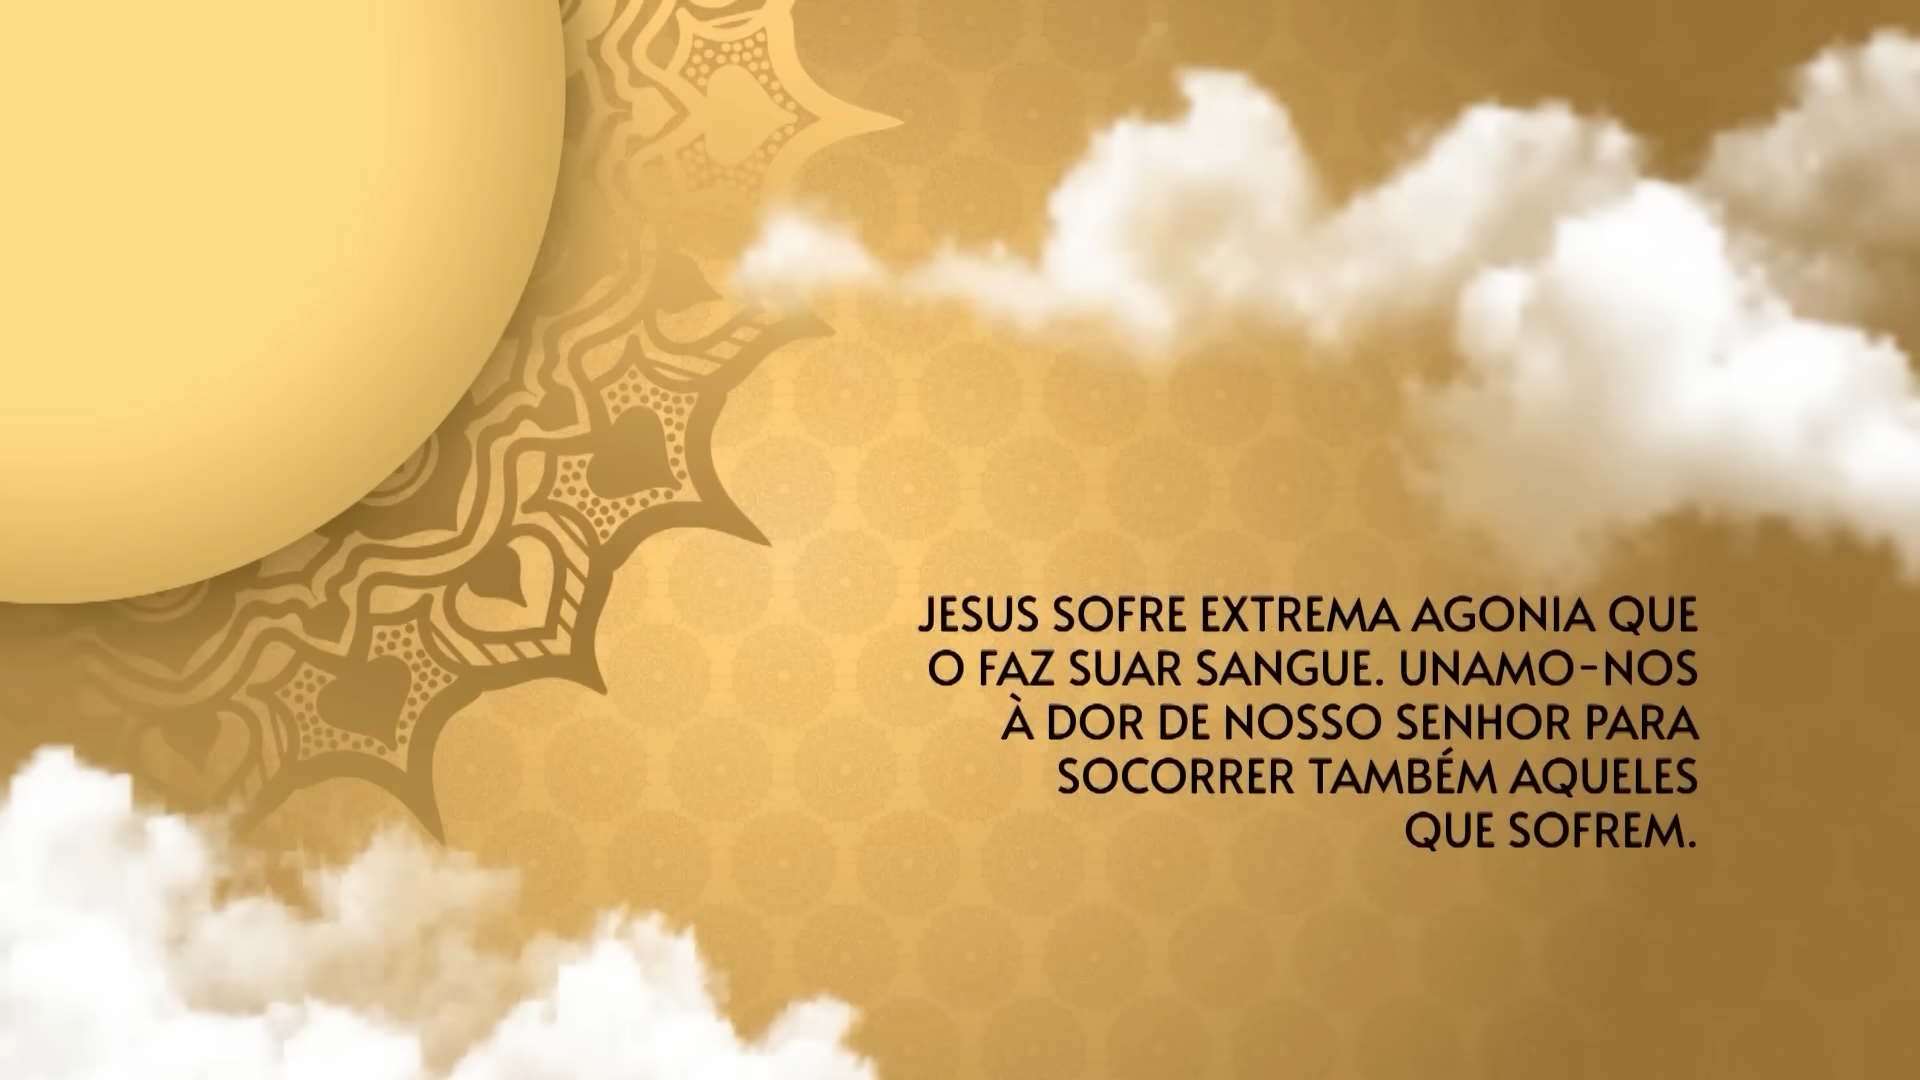 JESUS SOFRE EXTREMA AGONIA QUE
O FAZ SUAR SANGUE. UNAMO-NOS
À DOR DE NOSSO SENHOR PARA
SOCORRER TAMBÉM AQUELES
QUE SOFREM.